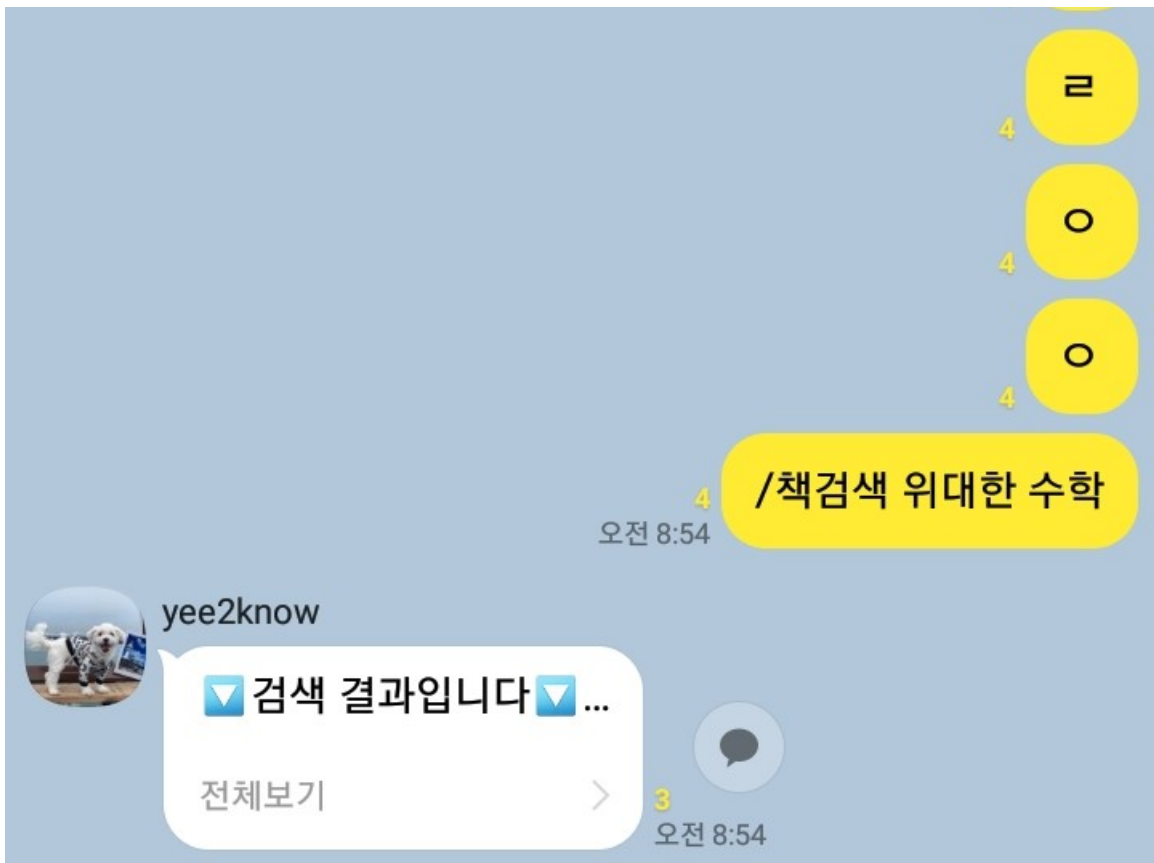 ㄹ
4
ㅇ
4
ㅇ
4
/책검색 위대한 수학
4
오전 8:54
yee2know
🔽검색 결과입니다🔽...
전체보기 >
3
오전 8:54